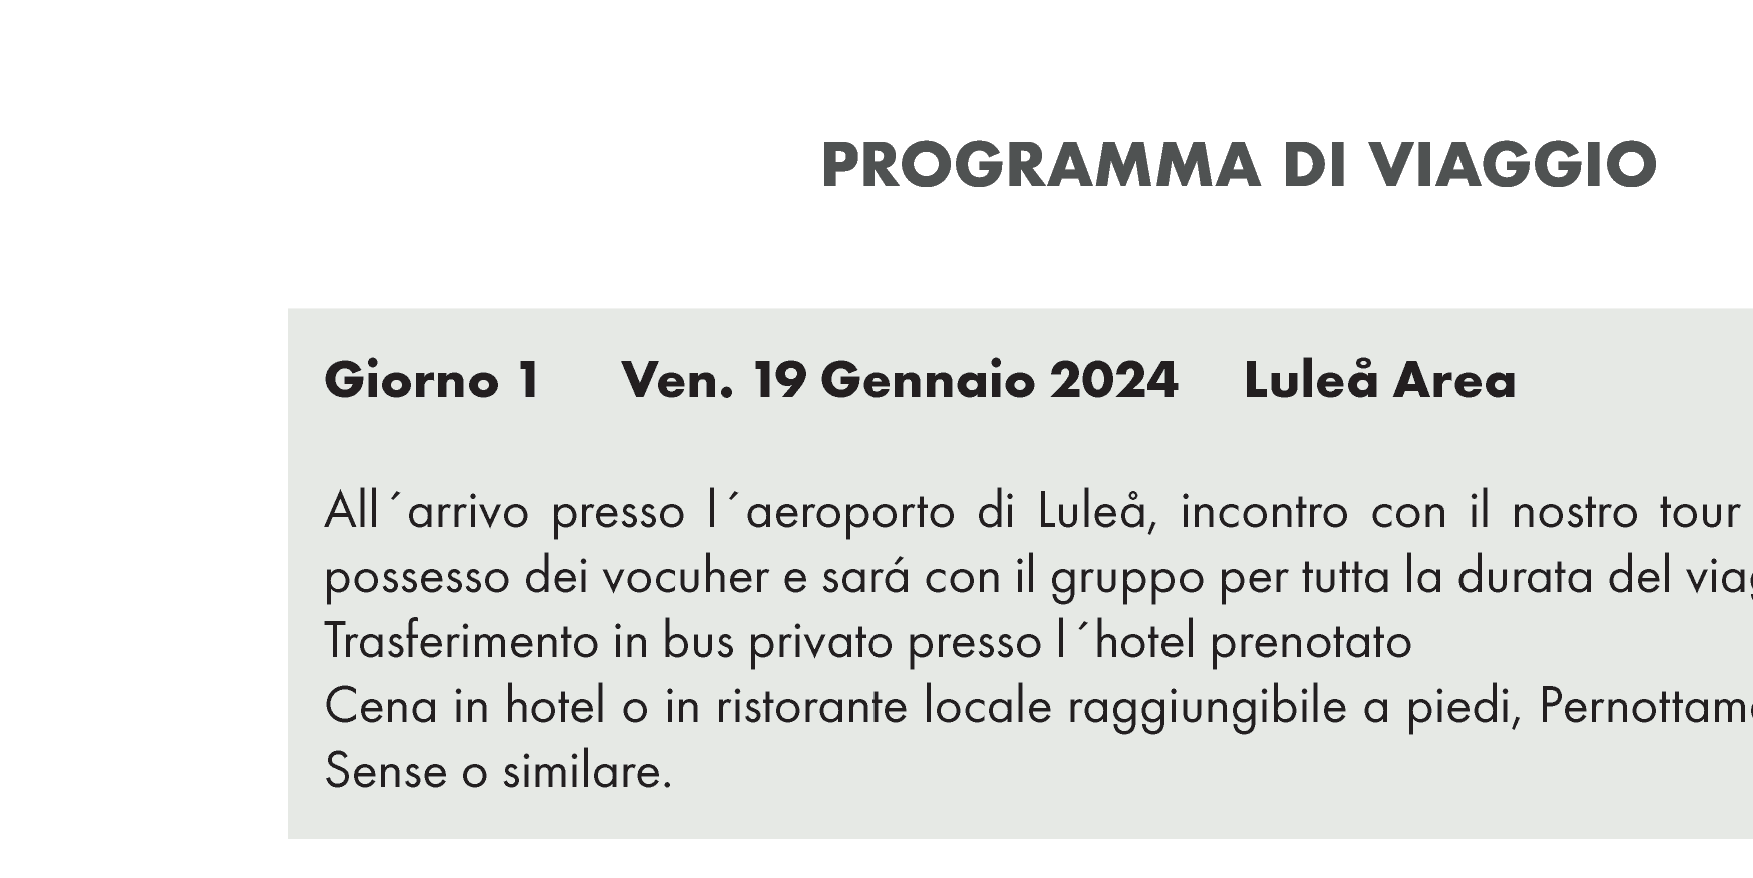 PROGRAMMA DI VIAGGIO
Giorno 1 Ven. 19 Gennaio 2024 Luleå Area
All´arrivo presso l´aeroporto di Luleå, incontro con il nostro tour
possesso dei vocuher e sará con il gruppo per tutta la durata del
Trasferimento in bus privato presso l´hotel prenotato
Cena in hotel o in ristorante locale raggiungibile a piedi,
Sense o similare.